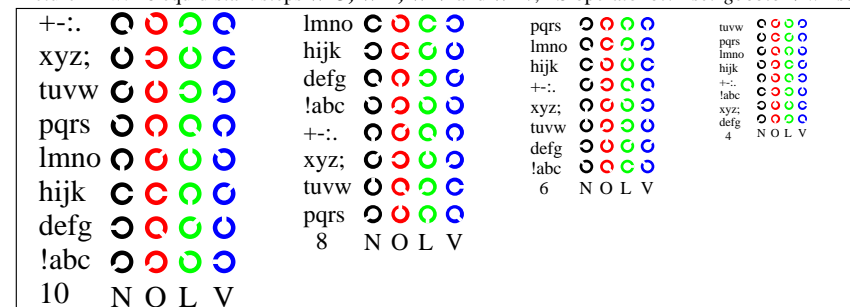 +-:.
xyz;
tuvw
pqrs
lmno
hijk
defg
!abc
10 N O L V
lmno
hijk
defg
!abc
+-:.
xyz;
tuvw
pqrs
8 N O L V
pqrs
lmno
hijk
+-:.
xyz;
tuvw
defg
!abc
6 N O L V
tuvw
pqrs
lmno
hijk
+-:.
!abc
xyz;
defg
4 N O L V